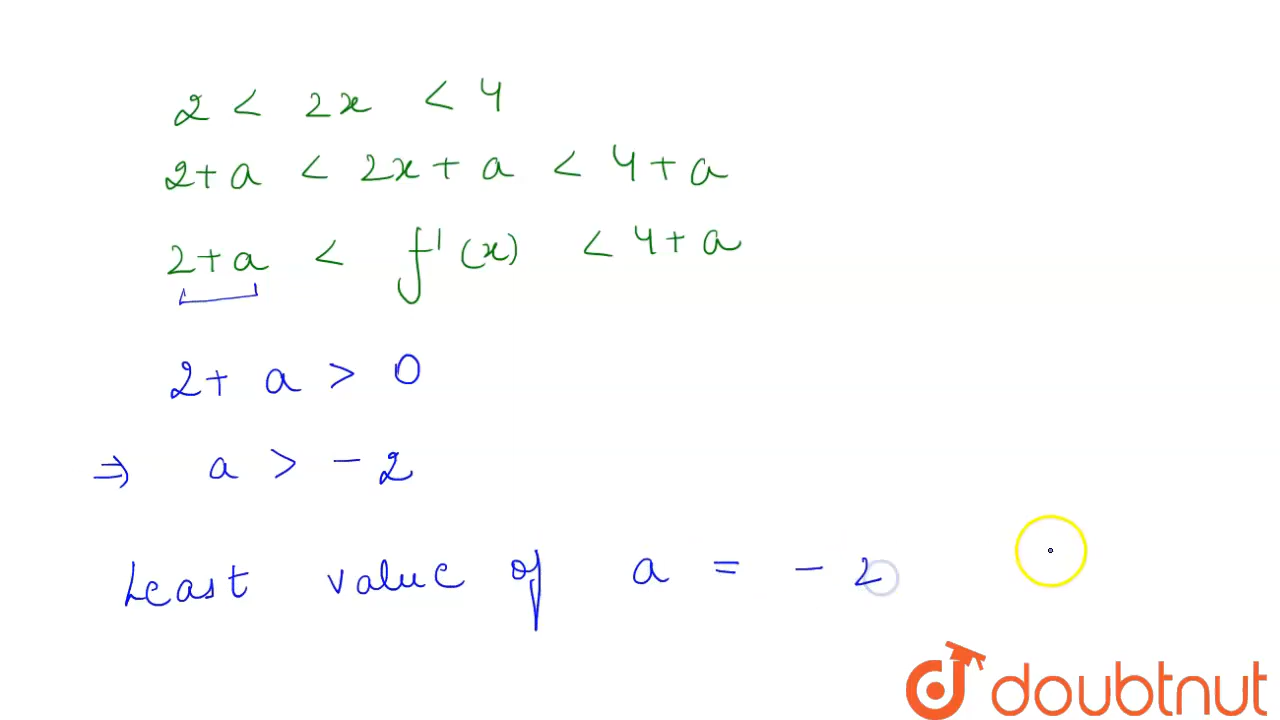 2 < 2x < 4
2+ a < 2x + a < 4 + a
2+ a < f'(x) < 4 + a
2+ a > 0
⇒ a > - 2
Least value of a = - 2
doubtnut